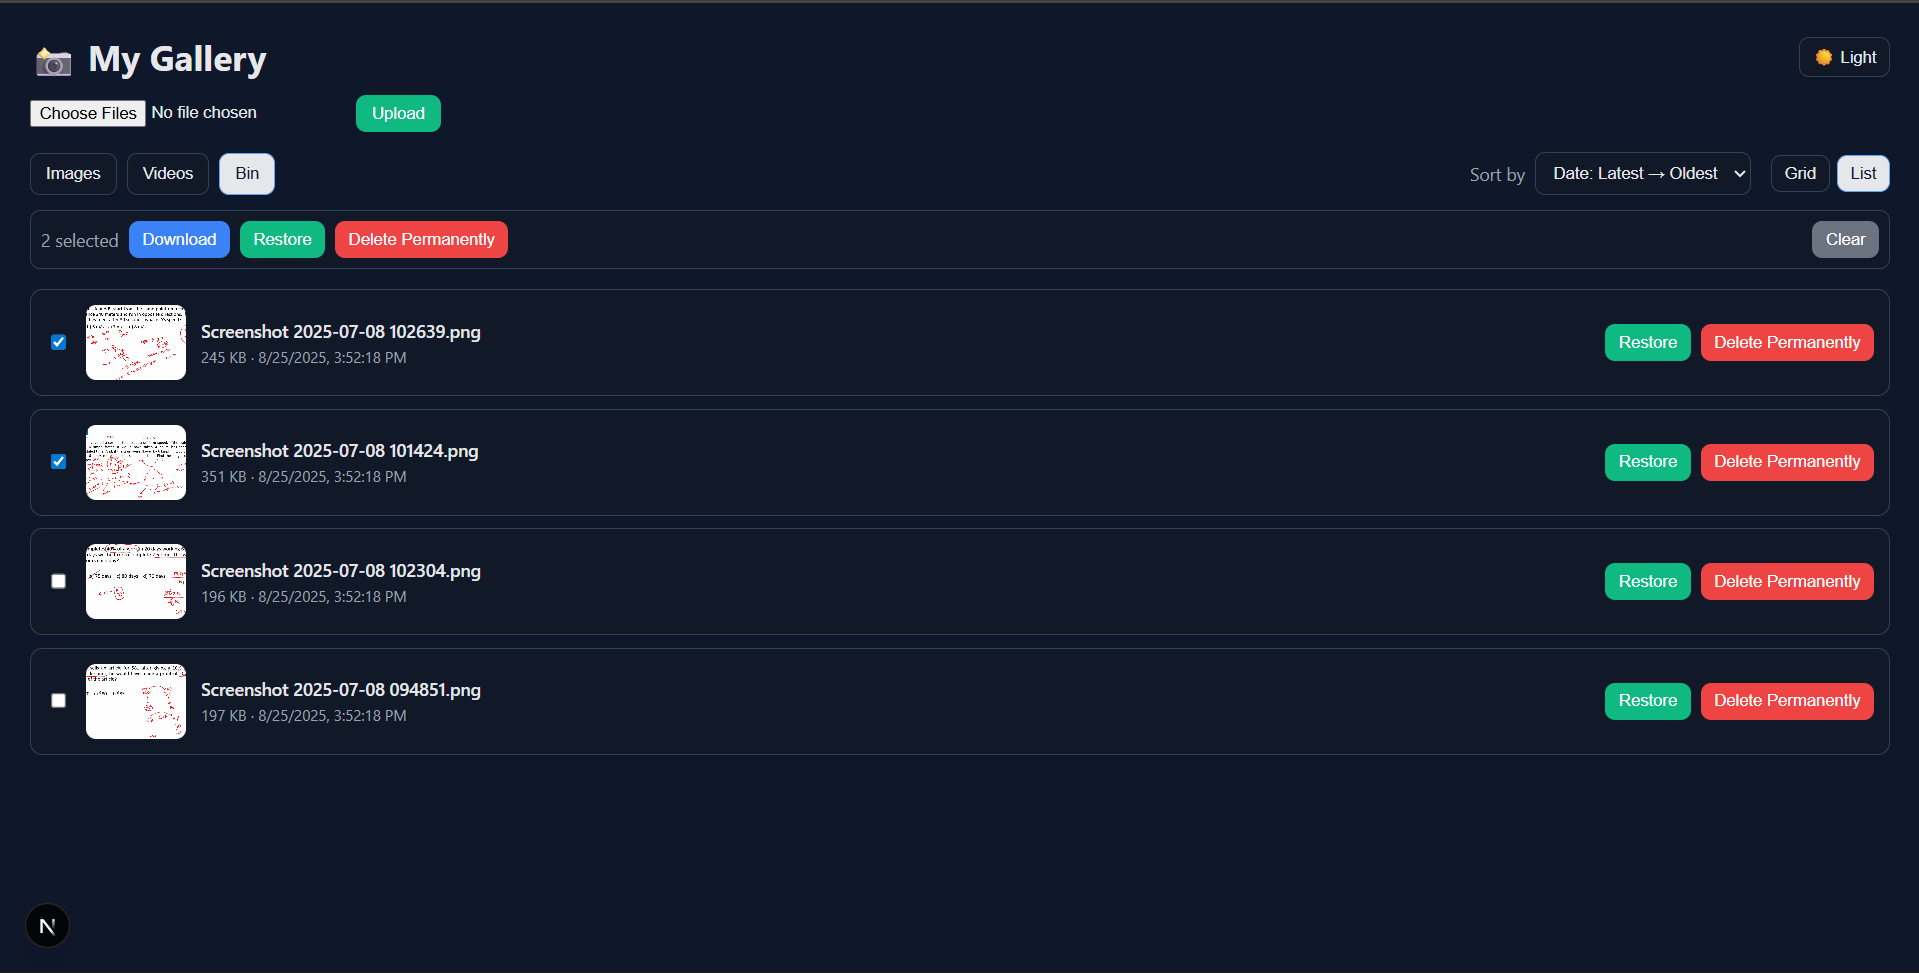 My Gallery
Light
Choose Files No file chosen
Upload
Images
Videos
Bin
Sort by
Date: Latest → Oldest
Grid
List
2 selected
Download
Restore
Delete Permanently
Clear
Screenshot 2025-07-08 102639.png
245 KB · 8/25/2025, 3:52:18 PM
Restore
Delete Permanently
Screenshot 2025-07-08 101424.png
351 KB · 8/25/2025, 3:52:18 PM
Restore
Delete Permanently
Screenshot 2025-07-08 102304.png
196 KB · 8/25/2025, 3:52:18 PM
Restore
Delete Permanently
Screenshot 2025-07-08 094851.png
197 KB · 8/25/2025, 3:52:18 PM
Restore
Delete Permanently
N